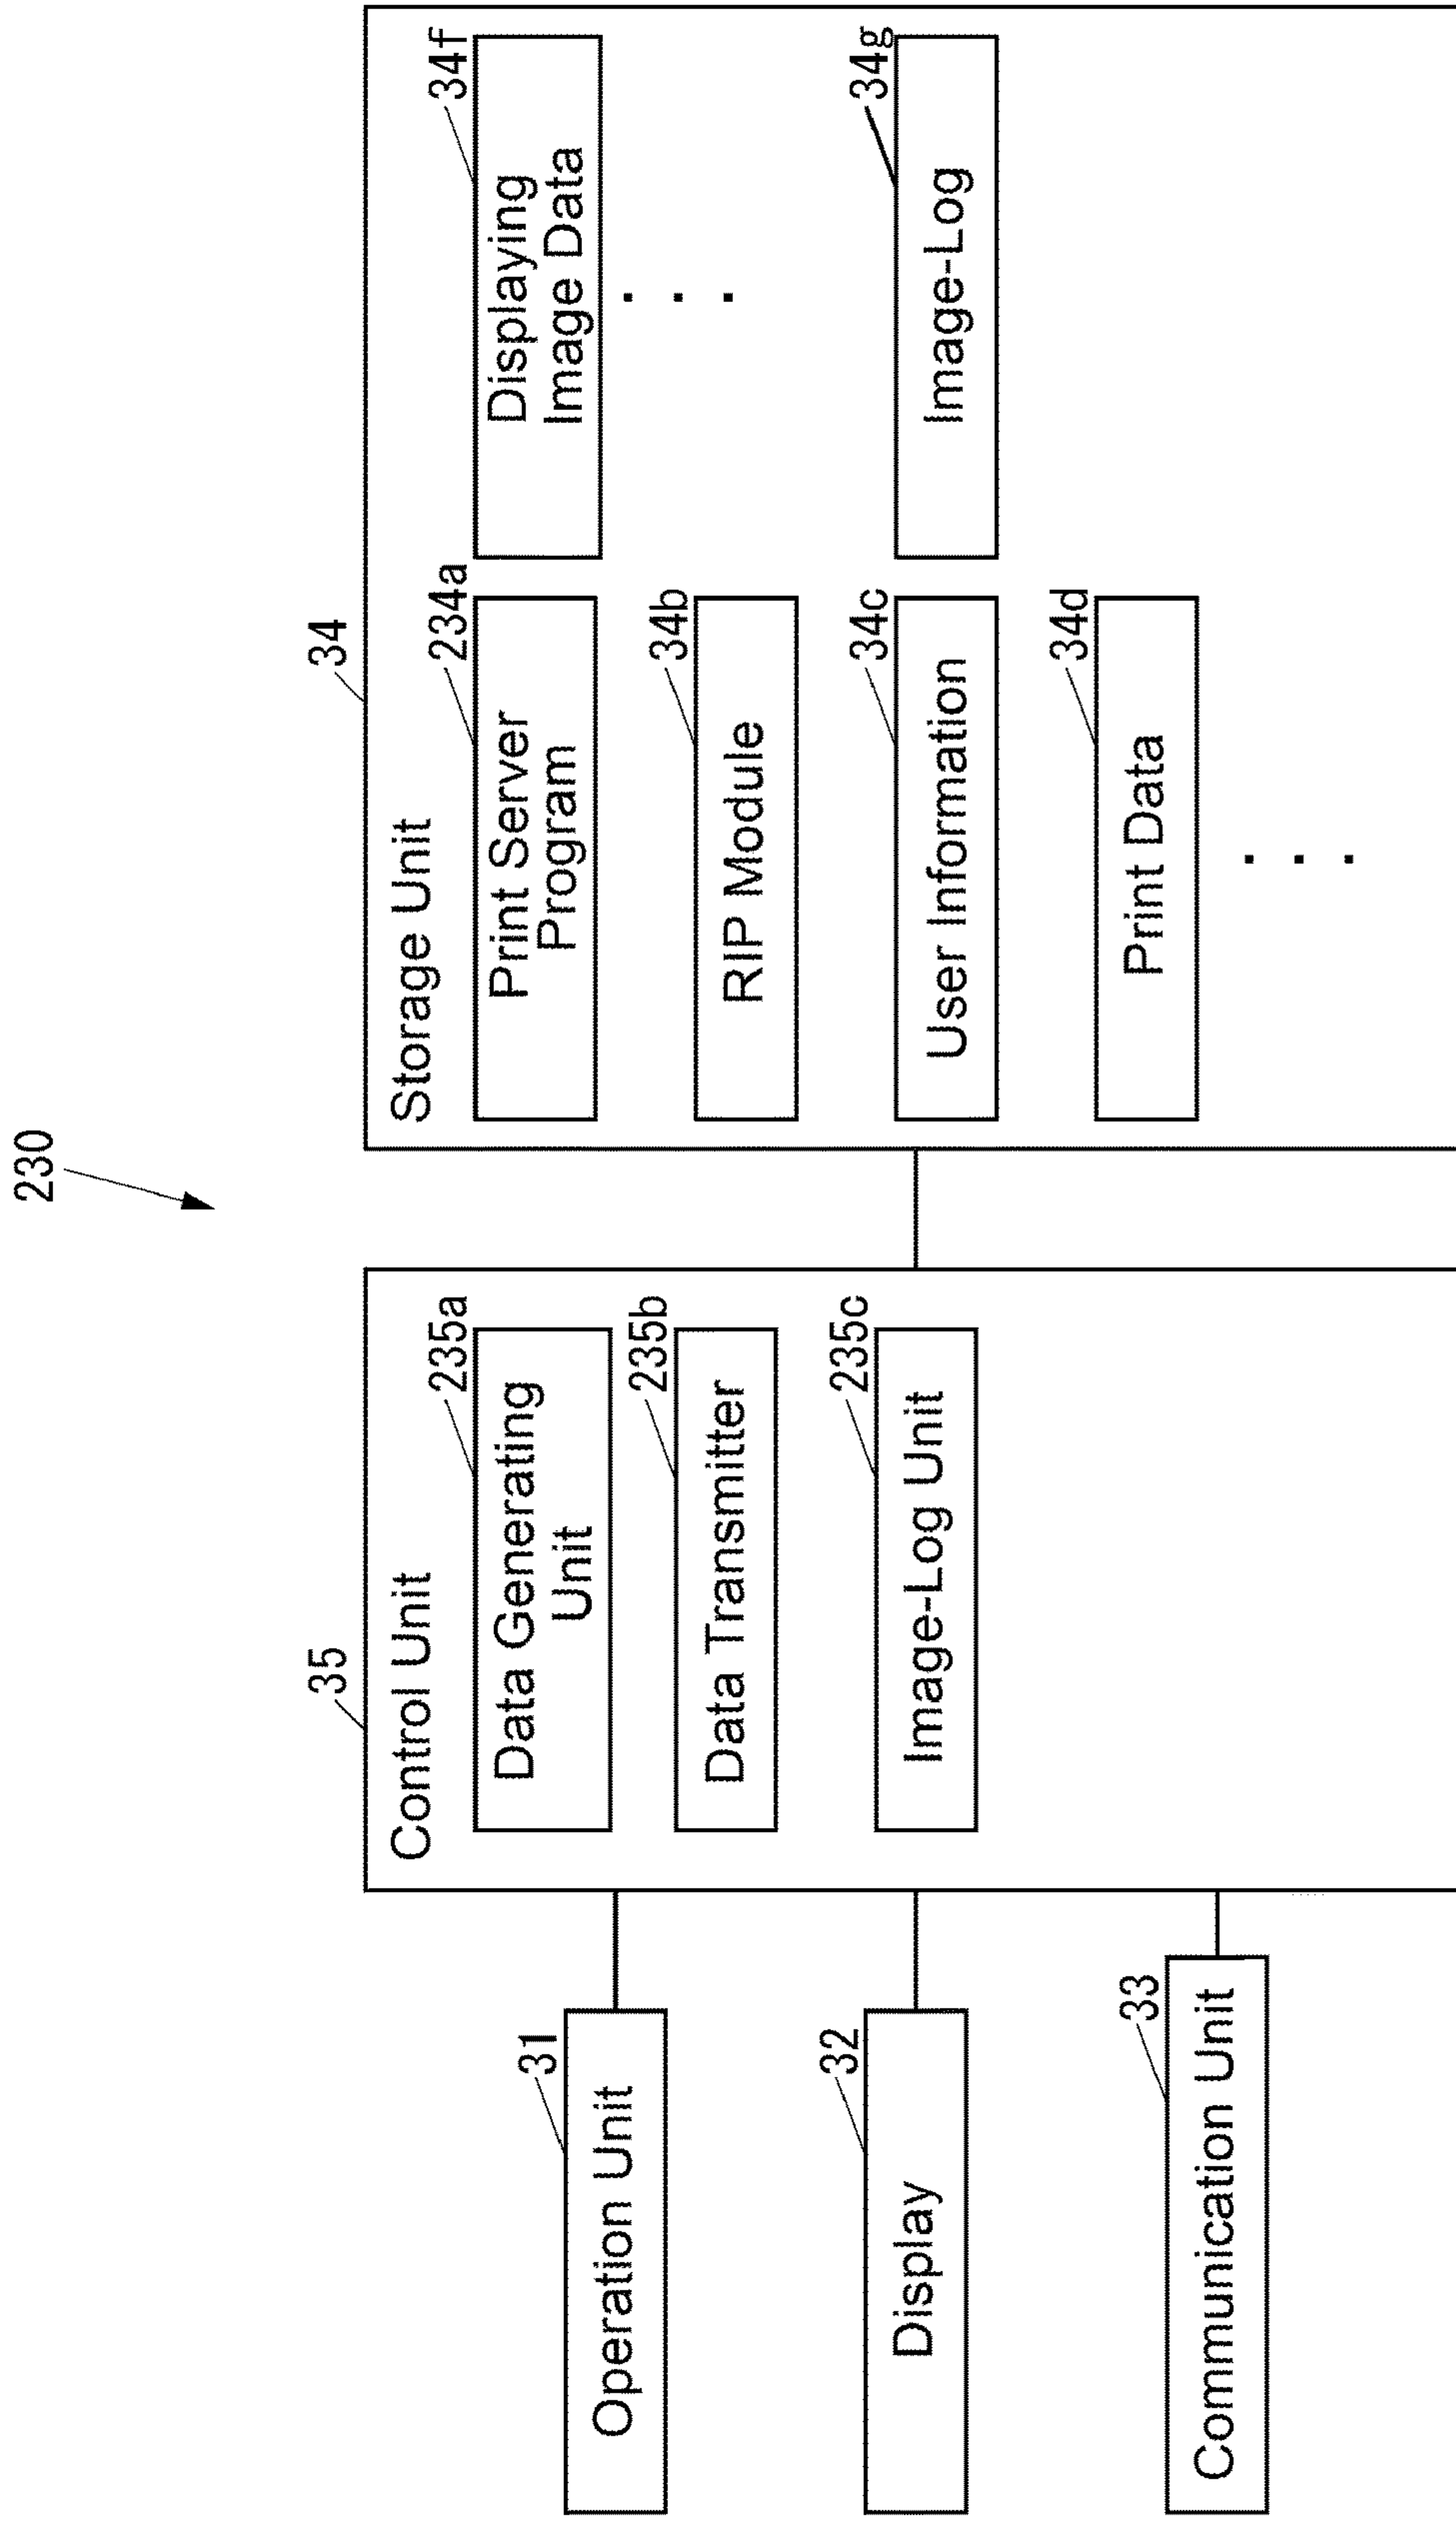 230
31
Operation Unit
32
Display
33
Communication Unit
35
Control Unit
235a
Data Generating
Unit
235b
Data Transmitter
235c
Image-Log Unit
34
Storage Unit
234a
Print Server
Program
34b
RIP Module
34c
User Information
34d
Print Data
34f
Displaying
Image Data
34g
Image-Log